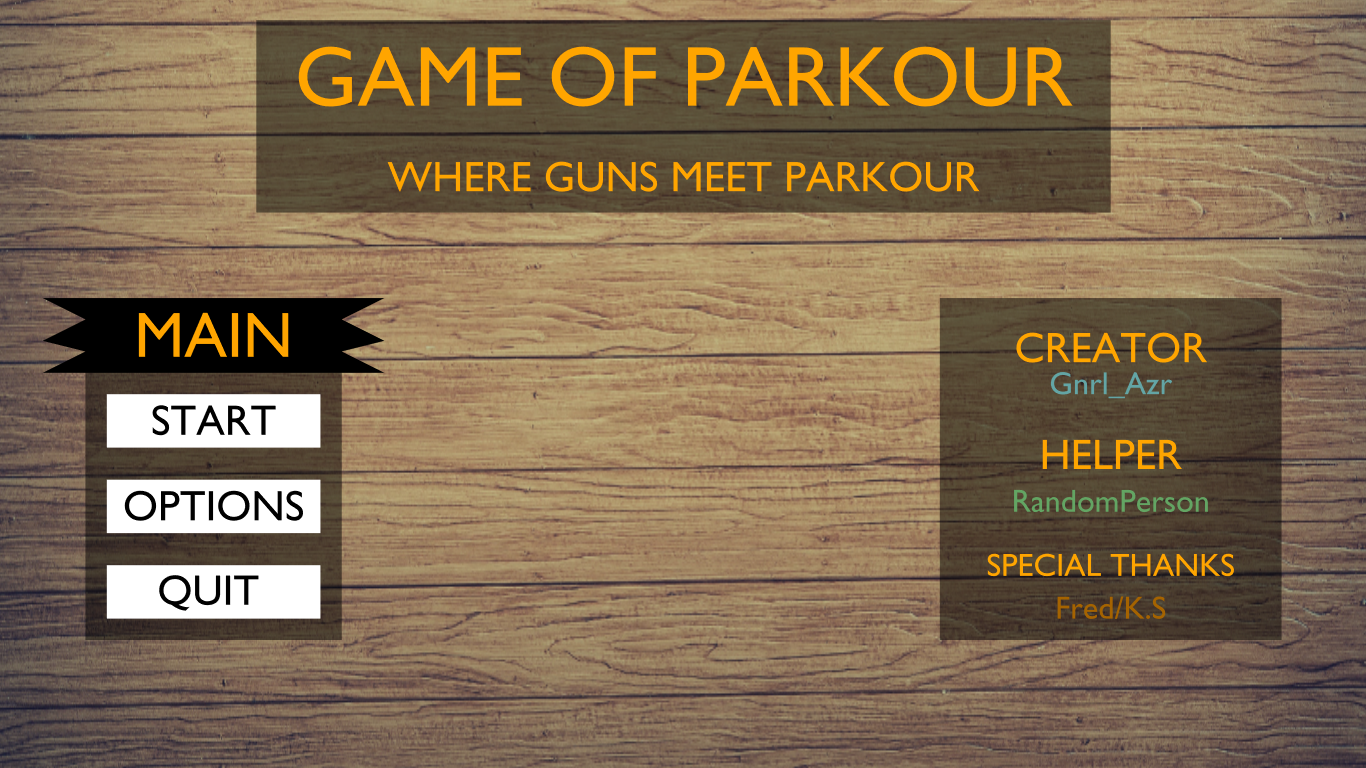 GAME OF PARKOUR
WHERE GUNS MEET PARKOUR
MAIN
START
OPTIONS
QUIT
CREATOR
Gnrl_Azr
HELPER
RandomPerson
SPECIAL THANKS
Fred/K.S